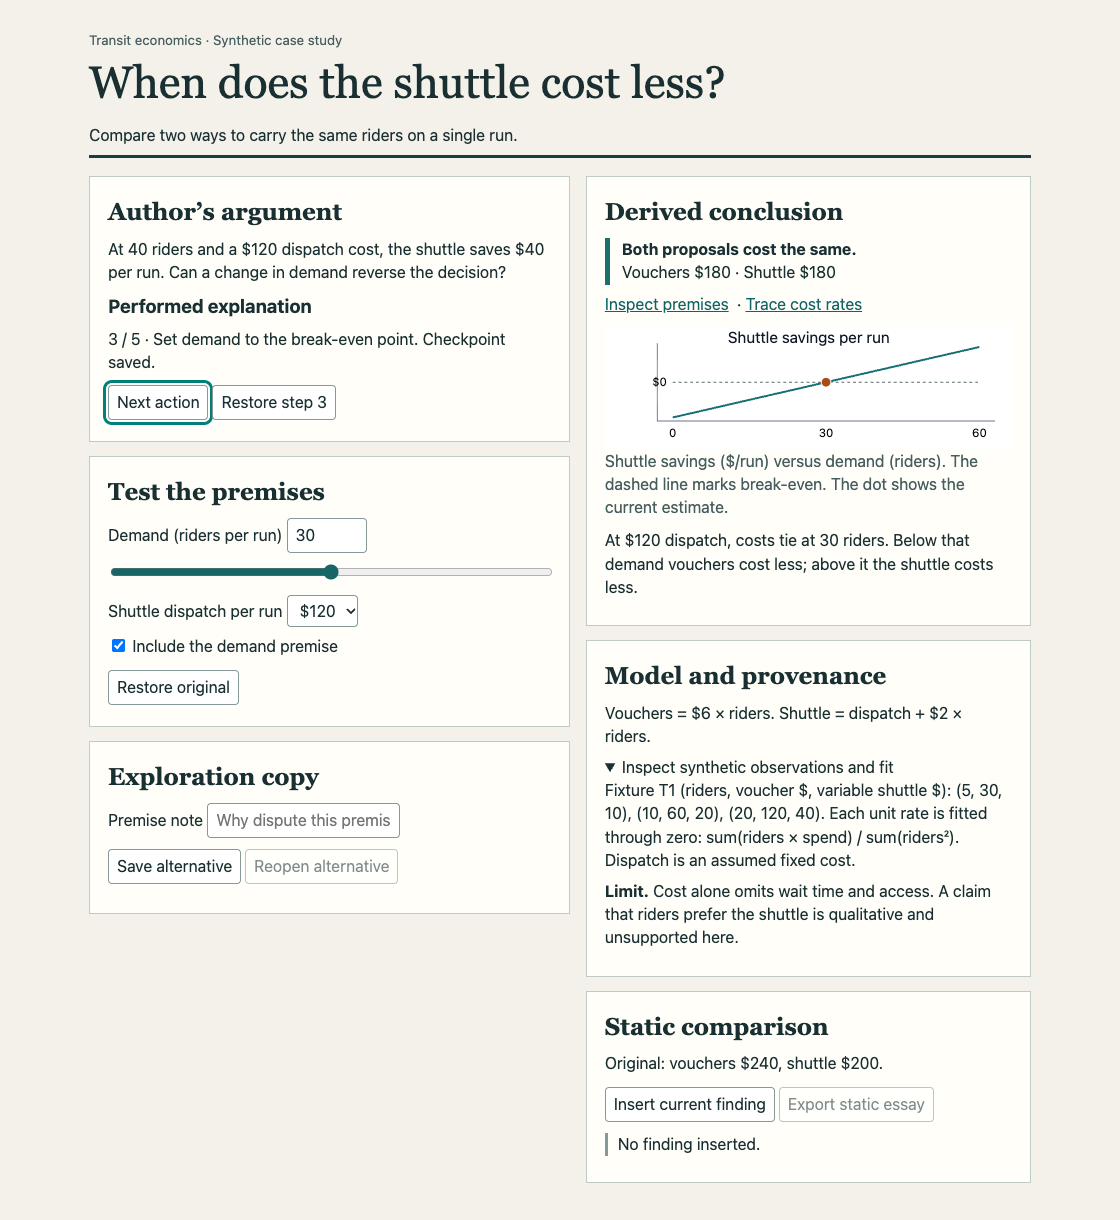 Transit economics · Synthetic case study
When does the shuttle cost less?
Compare two ways to carry the same riders on a single run.
Author’s argument
At 40 riders and a $120 dispatch cost, the shuttle saves $40
per run. Can a change in demand reverse the decision?
Performed explanation
3 / 5 · Set demand to the break-even point. Checkpoint
saved.
Next action Restore step 3
Test the premises
Demand (riders per run) 30
Shuttle dispatch per run $120
Include the demand premise
Restore original
Exploration copy
Premise note Why dispute this premis
Save alternative Reopen alternative
Derived conclusion
Both proposals cost the same.
Vouchers $180 · Shuttle $180
Inspect premises · Trace cost rates
Shuttle savings per run
$0
0 30 60
Shuttle savings ($/run) versus demand (riders). The
dashed line marks break-even. The dot shows the
current estimate.
At $120 dispatch, costs tie at 30 riders. Below that
demand vouchers cost less; above it the shuttle costs
less.
Model and provenance
Vouchers = $6 × riders. Shuttle = dispatch + $2 ×
riders.
▼ Inspect synthetic observations and fit
Fixture T1 (riders, voucher $, variable shuttle $): (5, 30,
10), (10, 60, 20), (20, 120, 40). Each unit rate is fitted
through zero: sum(riders × spend) / sum(riders²).
Dispatch is an assumed fixed cost.
Limit. Cost alone omits wait time and access. A claim
that riders prefer the shuttle is qualitative and
unsupported here.
Static comparison
Original: vouchers $240, shuttle $200.
Insert current finding Export static essay
No finding inserted.